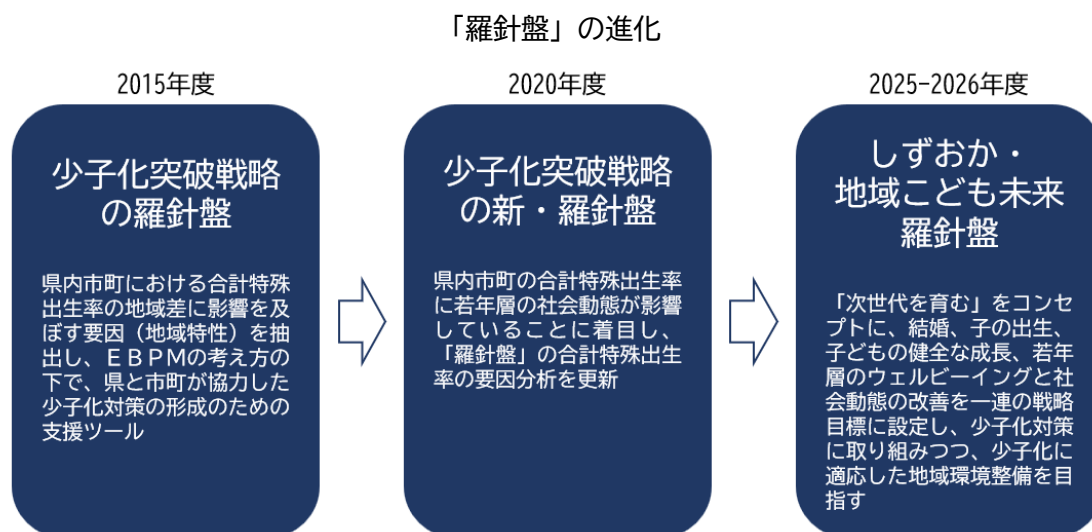 「羅針盤」の進化
2015年度
少子化突破戦略
の羅針盤
県内市町における合計特殊
出生率の地域差に影響を及
ぼす要因（地域特性）を抽
出し、ＥＢＰＭの考え方の
下で、県と市町が協力した
少子化対策の形成のための
支援ツール
2020年度
少子化突破戦略
の新・羅針盤
県内市町の合計特殊出生率
に若年層の社会動態が影響
していることに着目し、
「羅針盤」の合計特殊出生
率の要因分析を更新
2025-2026年度
しずおか・
地域こども未来
羅針盤
「次世代を育む」をコンセ
プトに、結婚、子の出生、
子どもの健全な成長、若年
層のウェルビーイングと社
会動態の改善を一連の戦略
目標に設定し、少子化対策
に取り組みつつ、少子化に
適応した地域環境整備を目
指す